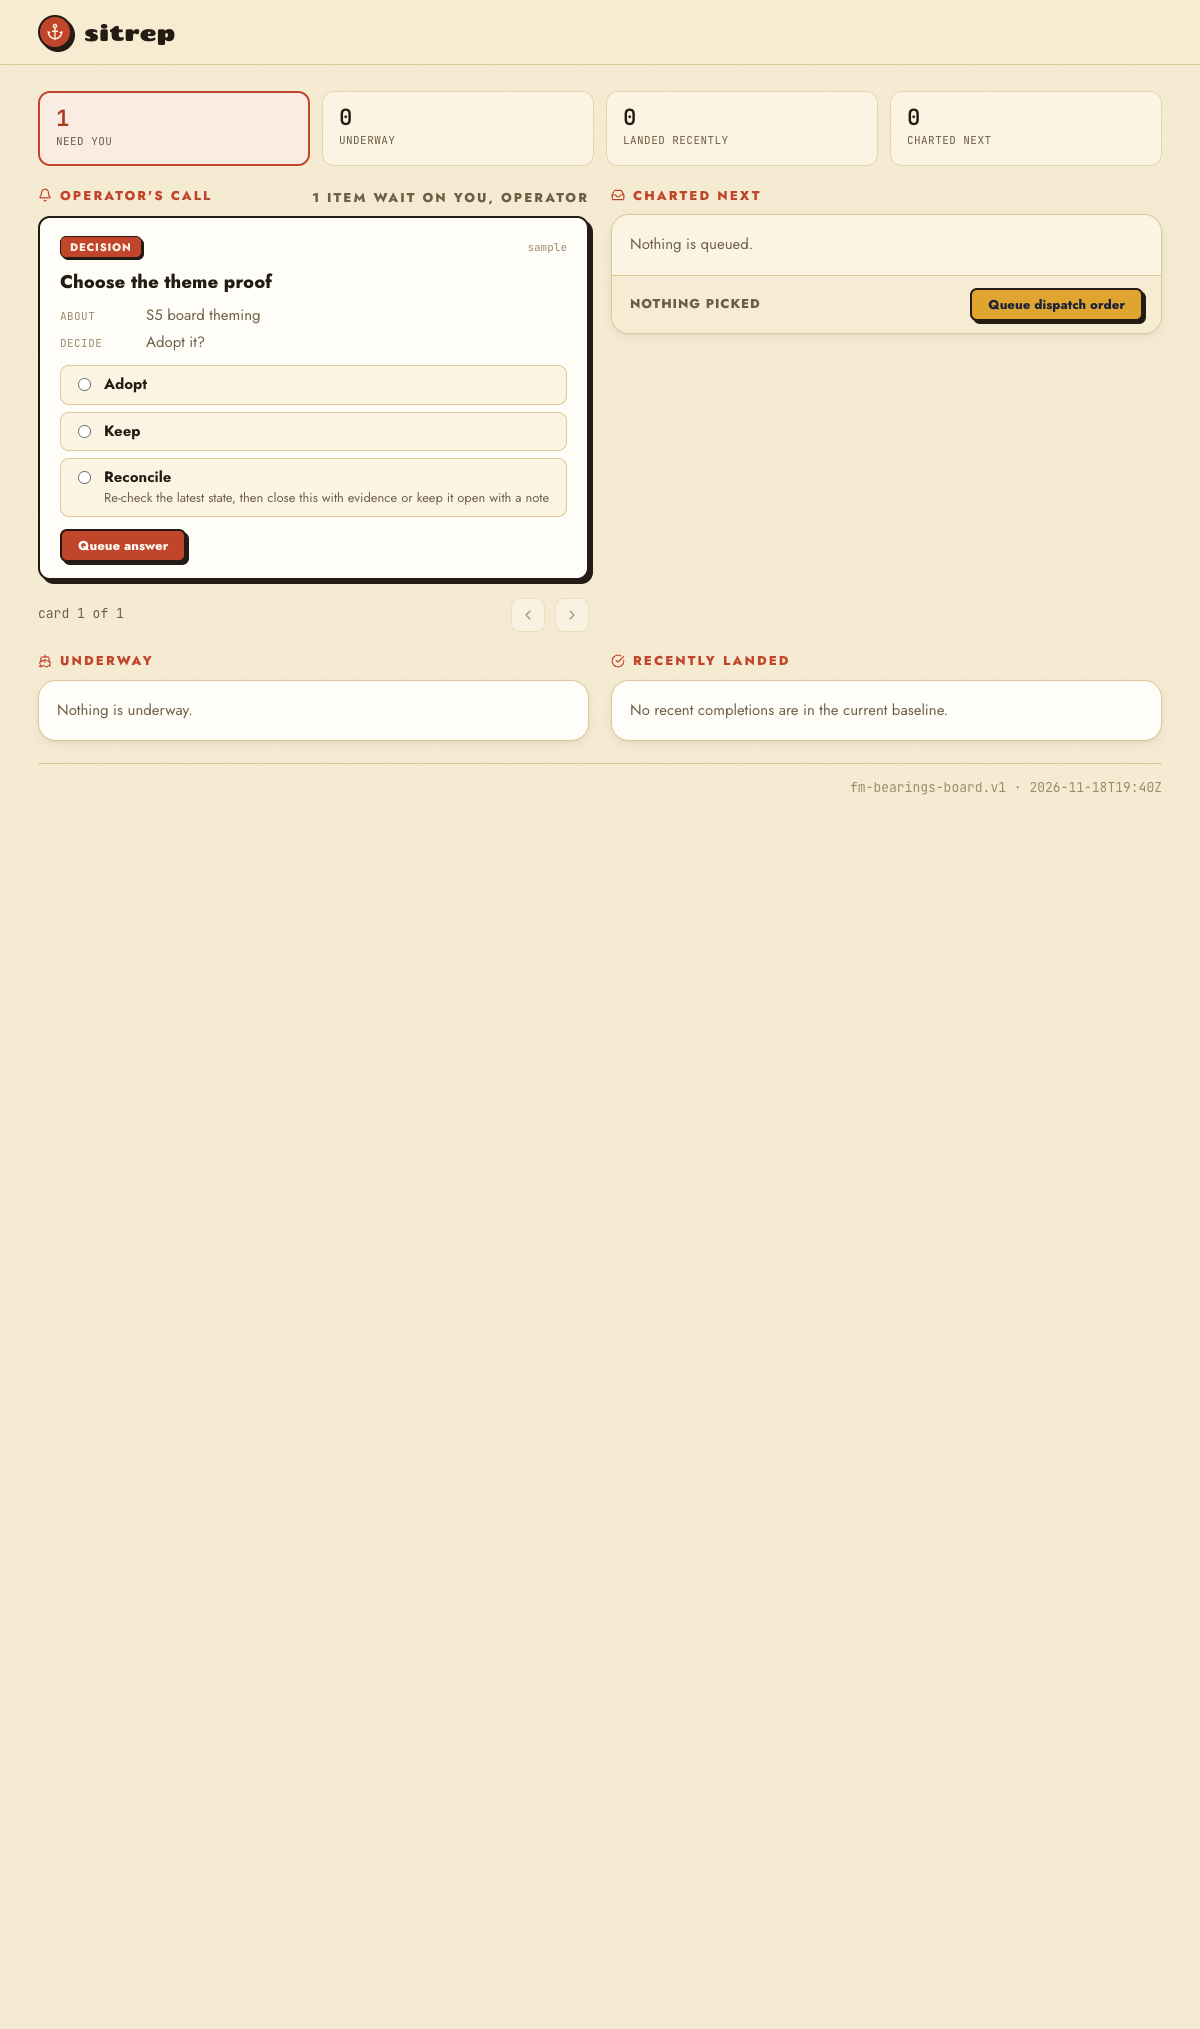 sitrep
1
NEED YOU
0
UNDERWAY
0
LANDED RECENTLY
0
CHARTED NEXT
OPERATOR'S CALL
1 ITEM WAIT ON YOU, OPERATOR
DECISION
sample
Choose the theme proof
ABOUT S5 board theming
DECIDE Adopt it?
Adopt
Keep
Reconcile
Re-check the latest state, then close this with evidence or keep it open with a note
Queue answer
card 1 of 1
CHARTED NEXT
Nothing is queued.
NOTHING PICKED
Queue dispatch order
UNDERWAY
Nothing is underway.
RECENTLY LANDED
No recent completions are in the current baseline.
fm-bearings-board.v1 · 2026-11-18T19:40Z